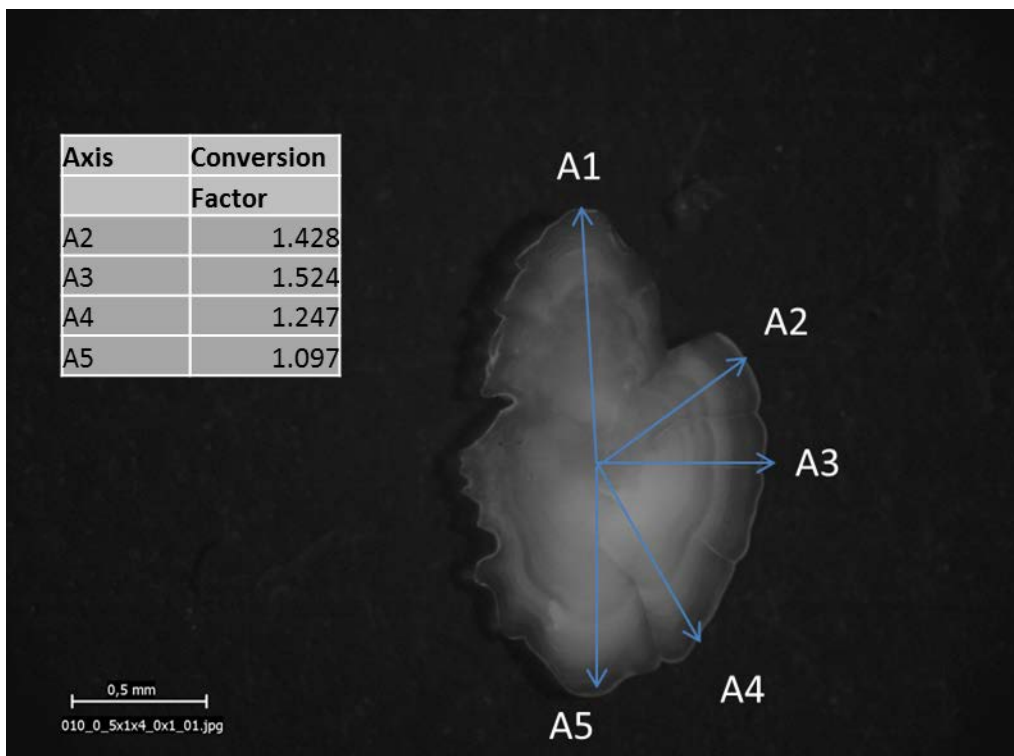 Axis Conversion
Factor
A2 1.428
A3 1.524
A4 1.247
A5 1.097
A1
A2
A3
A4
A5
0,5 mm
010_0_5x1x4_0x1_01.jpg